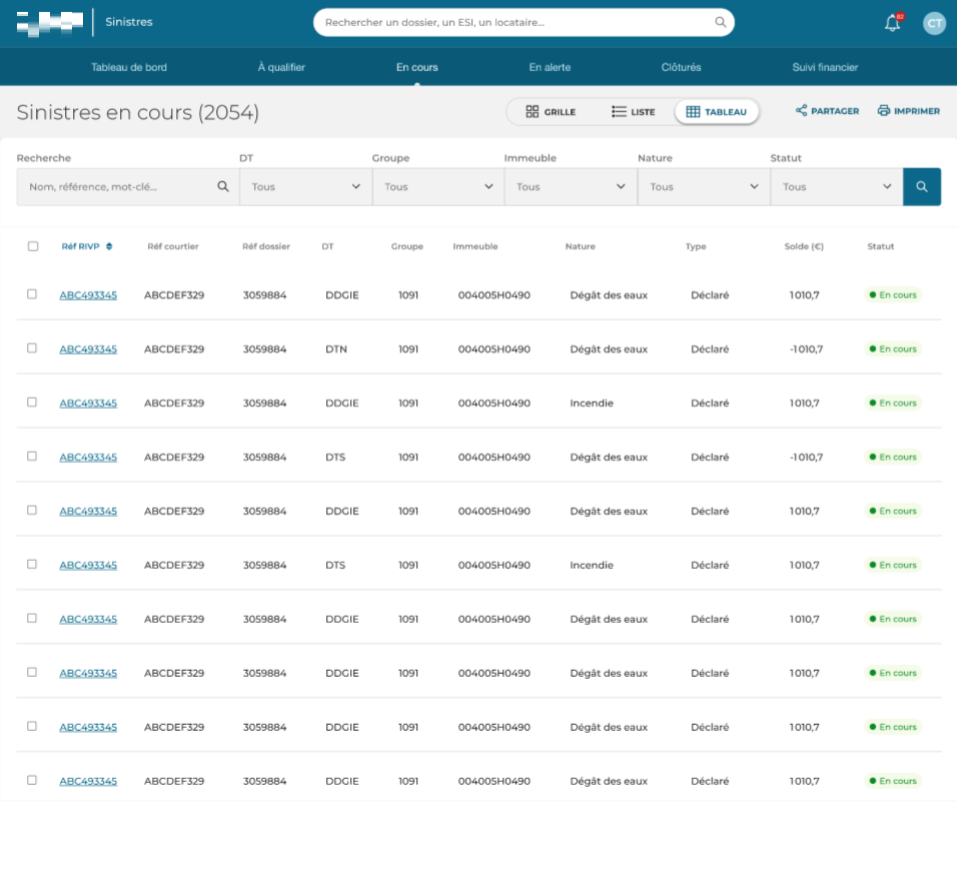 Sinistres
Rechercher un dossier, un ESI, un locataire...
82
CT
Tableau de bord À qualifier En cours En alerte Clôturés Suivi financier
Sinistres en cours (2054)
GRILLE LISTE TABLEAU PARTAGER IMPRIMER
Recherche DT Groupe Immeuble Nature Statut
Nom, référence, mot-clé... Tous Tous Tous Tous Tous
Réf RIVP Réf courtier Réf dossier DT Groupe Immeuble Nature Type Solde (€) Statut
ABC493345 ABCDEF329 3059884 DDGIE 1091 004005H0490 Dégât des eaux Déclaré 1010,7 En cours
ABC493345 ABCDEF329 3059884 DTN 1091 004005H0490 Dégât des eaux Déclaré -1010,7 En cours
ABC493345 ABCDEF329 3059884 DDGIE 1091 004005H0490 Incendie Déclaré 1010,7 En cours
ABC493345 ABCDEF329 3059884 DTS 1091 004005H0490 Dégât des eaux Déclaré -1010,7 En cours
ABC493345 ABCDEF329 3059884 DDGIE 1091 004005H0490 Dégât des eaux Déclaré 1010,7 En cours
ABC493345 ABCDEF329 3059884 DTS 1091 004005H0490 Incendie Déclaré 1010,7 En cours
ABC493345 ABCDEF329 3059884 DDGIE 1091 004005H0490 Dégât des eaux Déclaré 1010,7 En cours
ABC493345 ABCDEF329 3059884 DDGIE 1091 004005H0490 Dégât des eaux Déclaré 1010,7 En cours
ABC493345 ABCDEF329 3059884 DDGIE 1091 004005H0490 Dégât des eaux Déclaré 1010,7 En cours
ABC493345 ABCDEF329 3059884 DDGIE 1091 004005H0490 Dégât des eaux Déclaré 1010,7 En cours